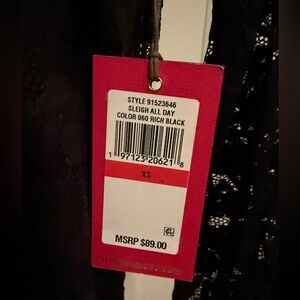 STYLE 91523646
SLEIGH ALL DAY
COLOR 060 RICH BLACK
1 97123 20621 8
XS
MSRP $89.00